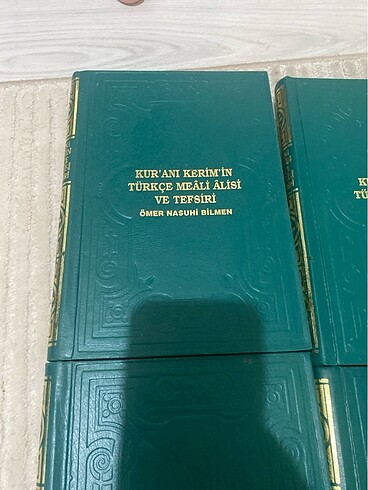 KUR'ANI KERİM'İN
TÜRKÇE MEÂLİ ÂLİSİ
VE TEFSİRİ
ÖMER NASUHİ BİLMEN